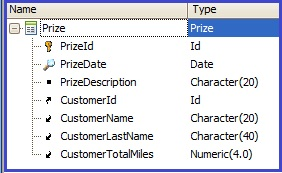 Name Type
Prize Prize
PrizeId Id
PrizeDate Date
PrizeDescription Character(20)
CustomerId Id
CustomerName Character(20)
CustomerLastName Character(40)
CustomerTotalMiles Numeric(4.0)